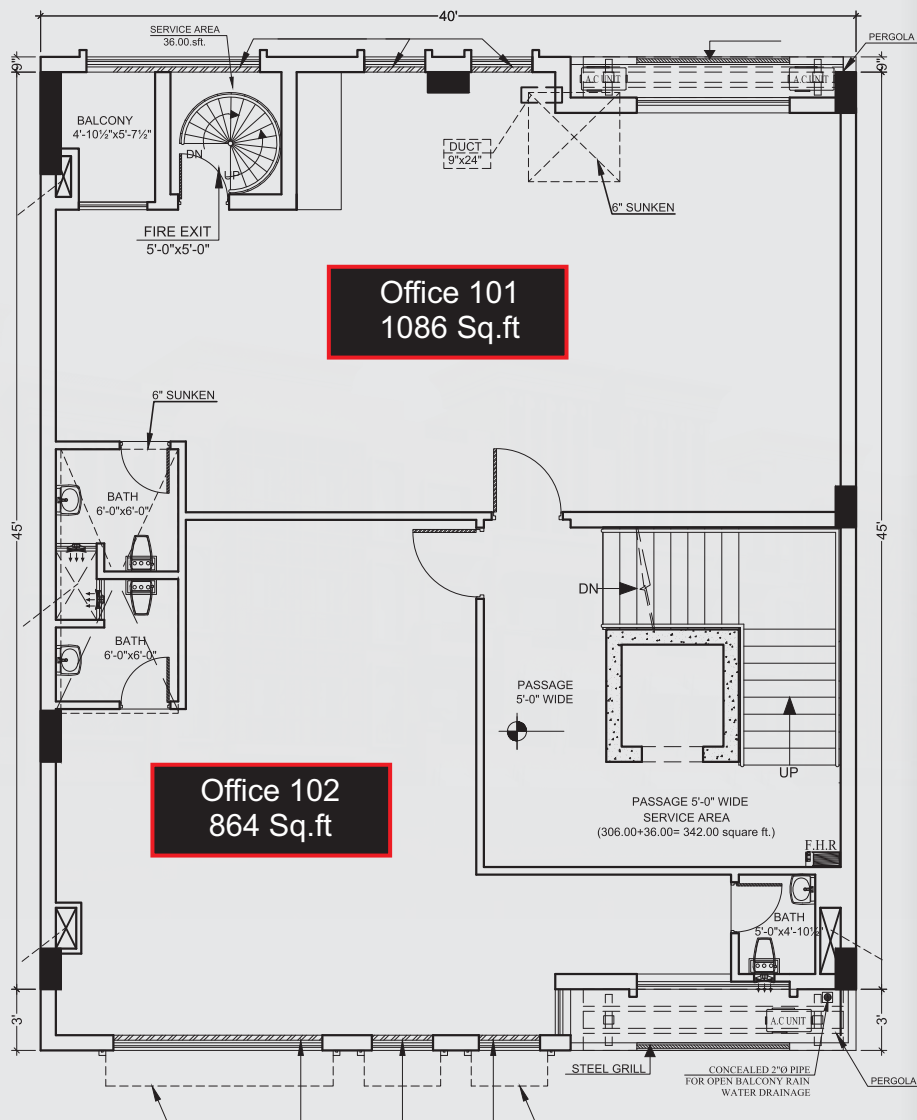 40'
SERVICE AREA
36.00.sft.
PERGOLA
9"
9"
A.C UNIT
A.C UNIT
BALCONY
4'-10½"x5'-7½"
DN
UP
DUCT
9"x24"
6" SUNKEN
FIRE EXIT
5'-0"x5'-0"
Office 101
1086 Sq.ft
6" SUNKEN
BATH
6'-0"x6'-0"
45'
45'
DN
BATH
6'-0"x6'-0"
PASSAGE
5'-0" WIDE
UP
Office 102
864 Sq.ft
PASSAGE 5'-0" WIDE
SERVICE AREA
(306.00+36.00= 342.00 square ft.)
F.H.R
BATH
5'-0"x4'-10½"
3'
3'
A.C UNIT
STEEL GRILL
CONCEALED 2"Ø PIPE
FOR OPEN BALCONY RAIN
WATER DRAINAGE
PERGOLA